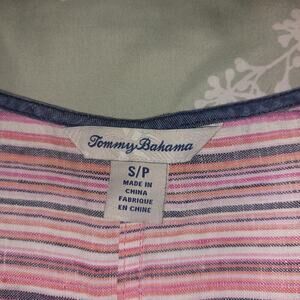 Tommy Bahama
S/P
MADE IN
CHINA
FABRIQUE
EN CHINE